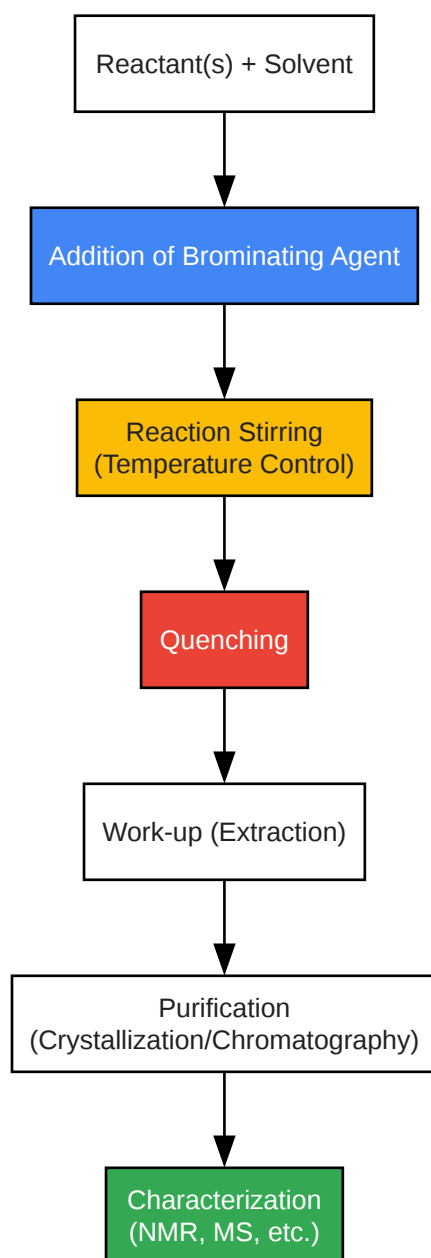 Reactant(s) + Solvent
Addition of Brominating Agent
Reaction Stirring
(Temperature Control)
Quenching
Work-up (Extraction)
Purification
(Crystallization/Chromatography)
Characterization
(NMR, MS, etc.)